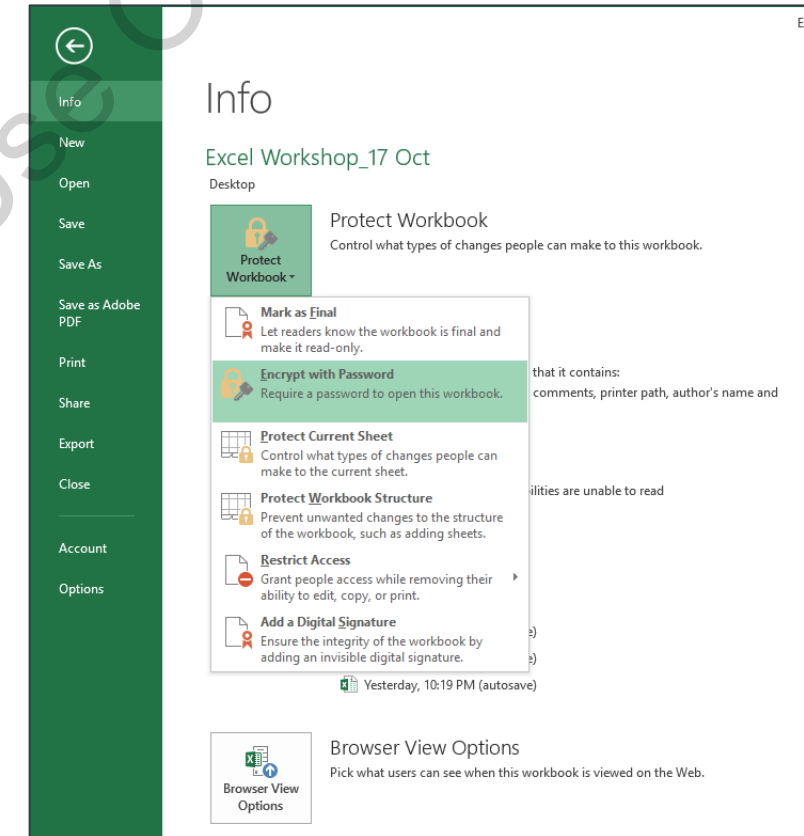 E
Info
New
Open
Save
Save As
Save as Adobe
PDF
Print
Share
Export
Close
Account
Options
Info
Excel Workshop_17 Oct
Desktop
Protect
Workbook
Protect Workbook
Control what types of changes people can make to this workbook.
Mark as Final
Let readers know the workbook is final and
make it read-only.
Encrypt with Password
Require a password to open this workbook.
that it contains:
comments, printer path, author's name and
Protect Current Sheet
Control what types of changes people can
make to the current sheet.
Protect Workbook Structure
Prevent unwanted changes to the structure
of the workbook, such as adding sheets.
ilities are unable to read
Restrict Access
Grant people access while removing their
ability to edit, copy, or print.
Add a Digital Signature
Ensure the integrity of the workbook by
adding an invisible digital signature.
e)
e)
Yesterday, 10:19 PM (autosave)
Browser View
Options
Browser View Options
Pick what users can see when this workbook is viewed on the Web.